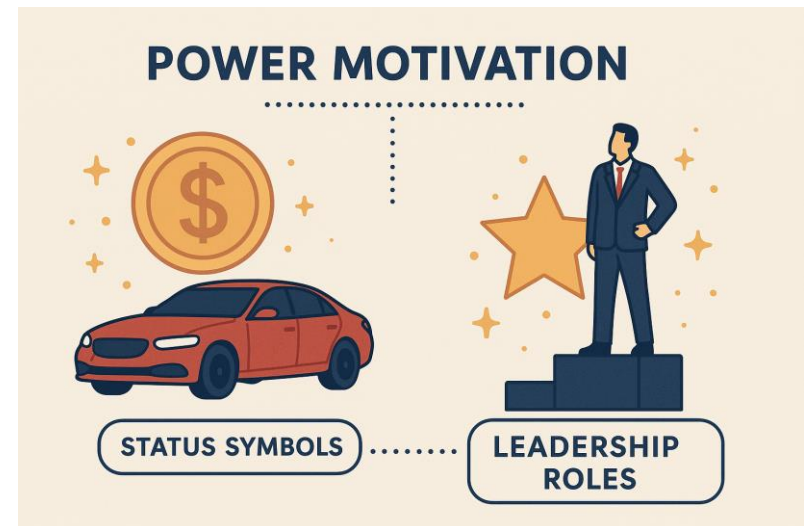 POWER MOTIVATION
$
STATUS SYMBOLS
LEADERSHIP
ROLES